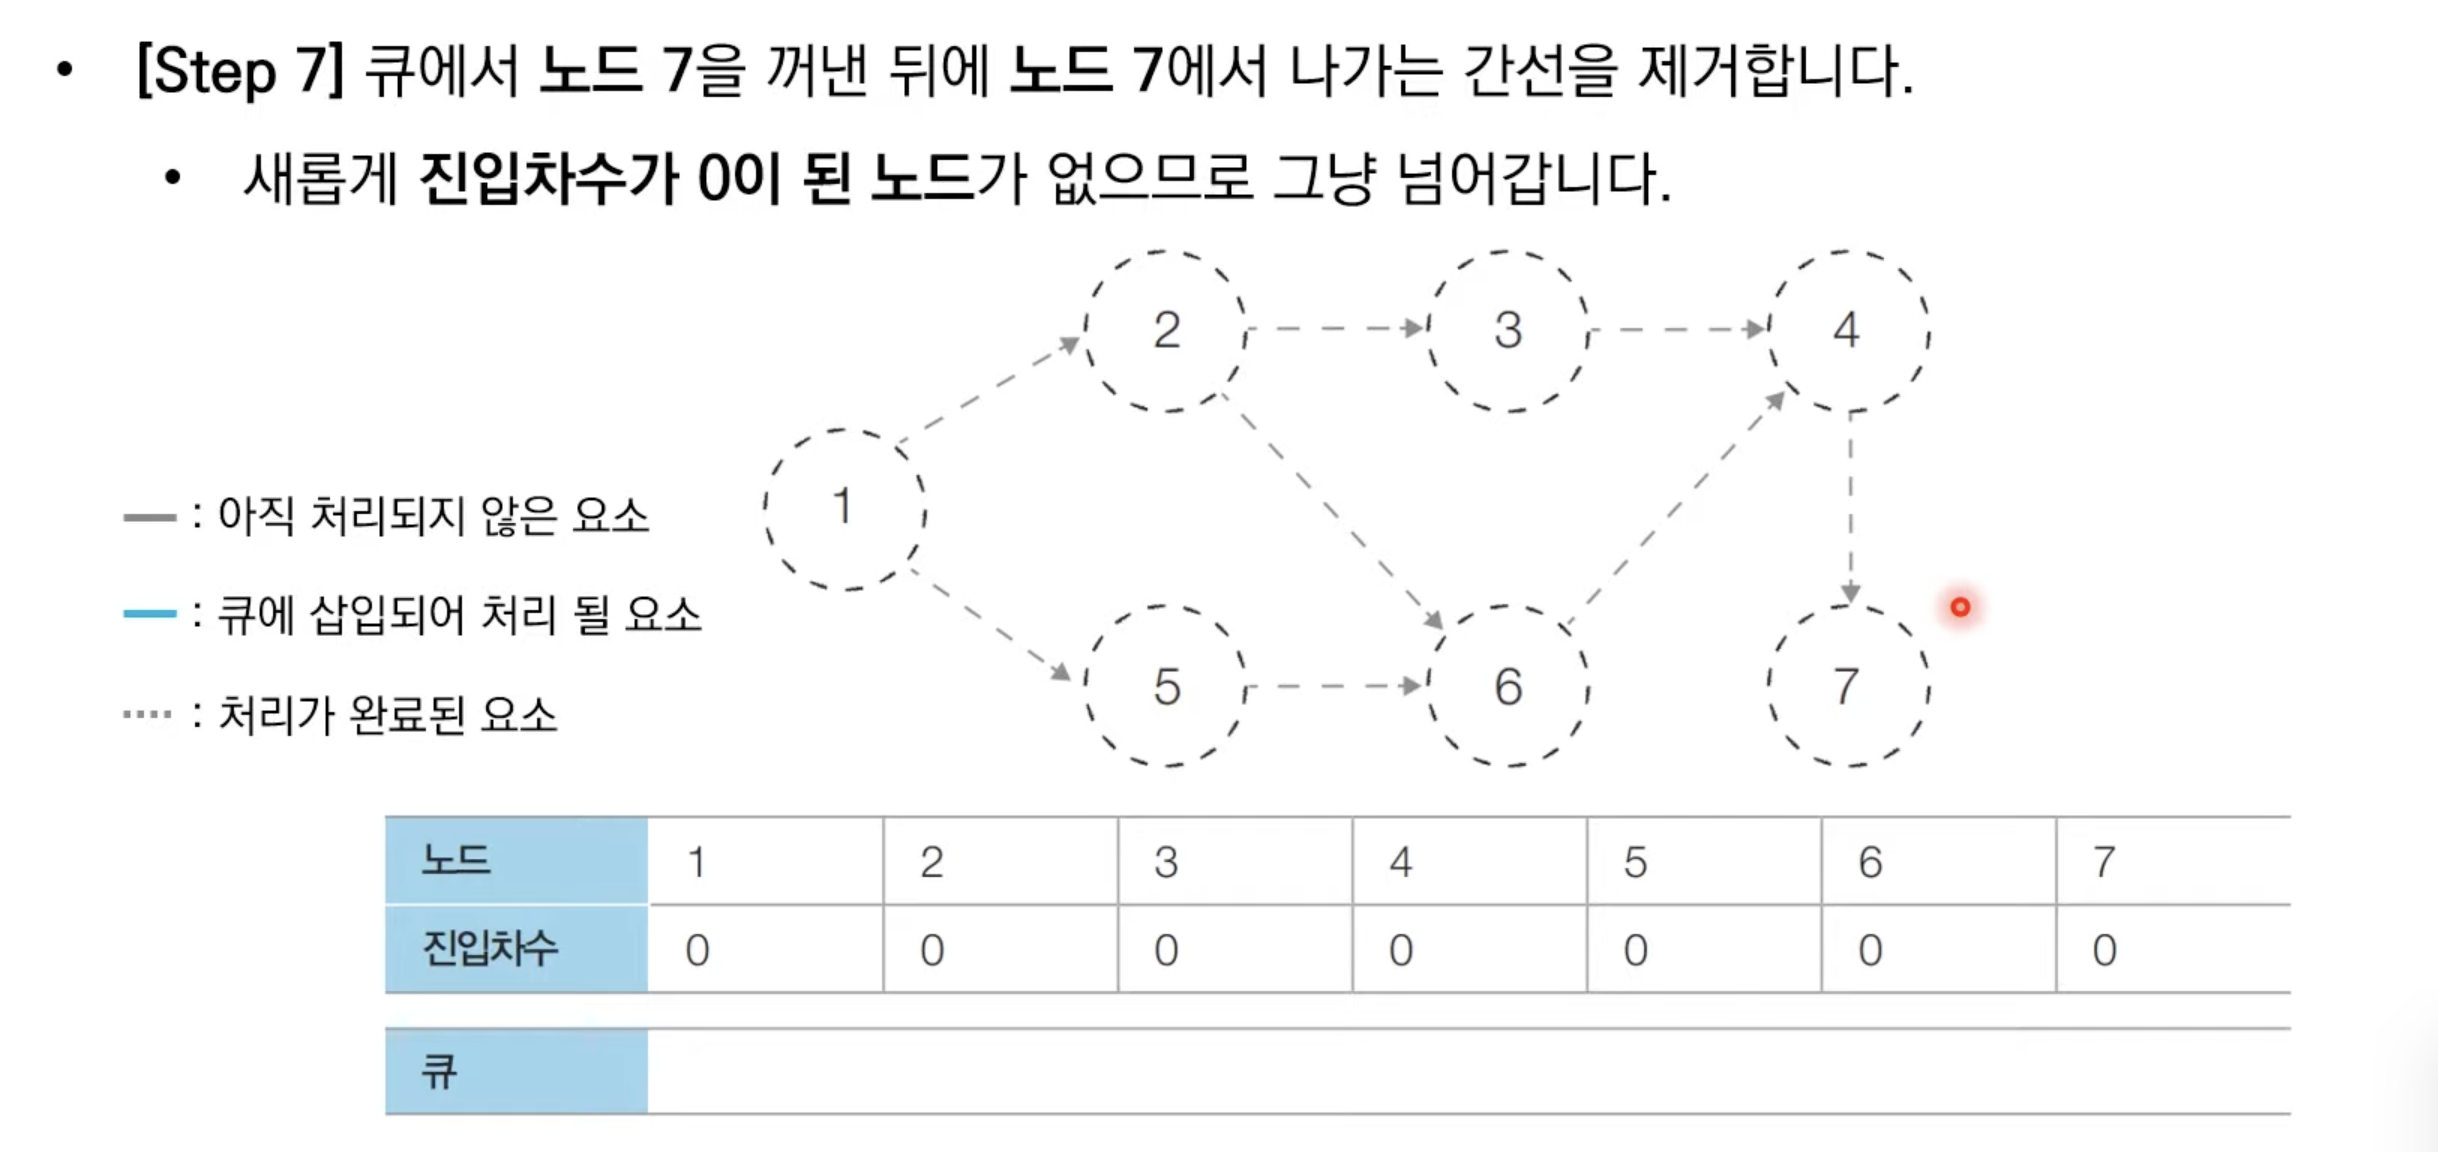 • [Step 7] 큐에서 노드 7을 꺼낸 뒤에 노드 7에서 나가는 간선을 제거합니다.
• 새롭게 진입차수가 0이 된 노드가 없으므로 그냥 넘어갑니다.
2 3 4
1
: 아직 처리되지 않은 요소
: 큐에 삽입되어 처리 될 요소
5 6 7
: 처리가 완료된 요소
노드 1 2 3 4 5 6 7
진입차수 0 0 0 0 0 0 0
큐